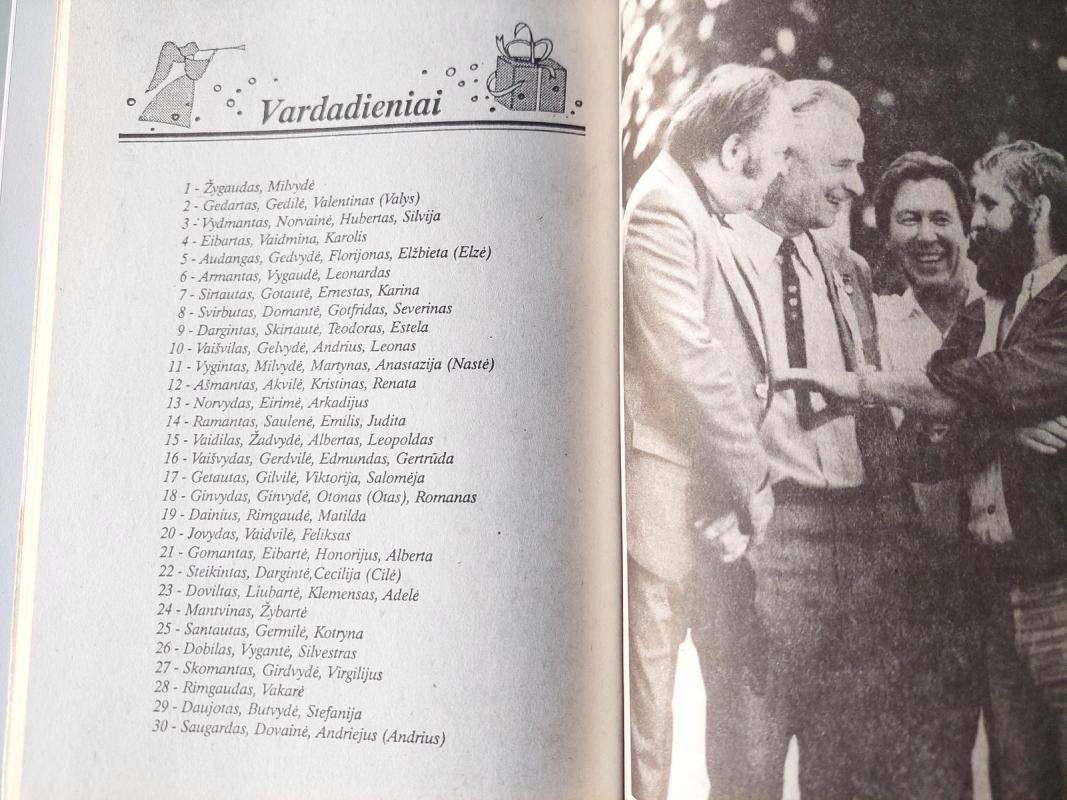 Vardadieniai
1 - Žygaudas, Milvydė
2 - Gedartas, Gedilė, Valentinas (Valys)
3 - Vydmantas, Norvainė, Hubertas, Silvija
4 - Eibartas, Vaidmina, Karolis
5 - Audangas, Gedvydė, Florijonas, Elžbieta (Elzė)
6 - Armantas, Vygaudė, Leonardas
7 - Sirtautas, Gotautė, Ernestas, Karina
8 - Svirbutas, Domantė, Gotfridas, Severinas
9 - Dargintas, Skirtautė, Teodoras, Estela
10 - Vaišvilas, Gelvydė, Andrius, Leonas
11 - Vygintas, Milvydė, Martynas, Anastazija (Nastė)
12 - Ašmantas, Akvilė, Kristinas, Renata
13 - Norvydas, Eirimė, Arkadijus
14 - Ramantas, Saulenė, Emilis, Judita
15 - Vaidilas, Žadvydė, Albertas, Leopoldas
16 - Vaišvydas, Gerdvilė, Edmundas, Gertrūda
17 - Getautas, Gilvilė, Viktorija, Salomėja
18 - Ginvydas, Ginvydė, Otonas (Otas), Romanas
19 - Dainius, Rimgaudė, Matilda
20 - Jovydas, Vaidvilė, Feliksas
21 - Gomantas, Eibartė, Honorijus, Alberta
22 - Steikintas, Dargintė,Cecilija (Cilė)
23 - Doviltas, Liubartė, Klemensas, Adelė
24 - Mantvinas, Žybartė
25 - Santautas, Germilė, Kotryna
26 - Dobilas, Vygantė, Silvestras
27 - Skomantas, Girdvydė, Virgilijus
28 - Rimgaudas, Vakarė
29 - Daujotas, Butvydė, Stefanija
30 - Saugardas, Dovainė, Andriejus (Andrius)